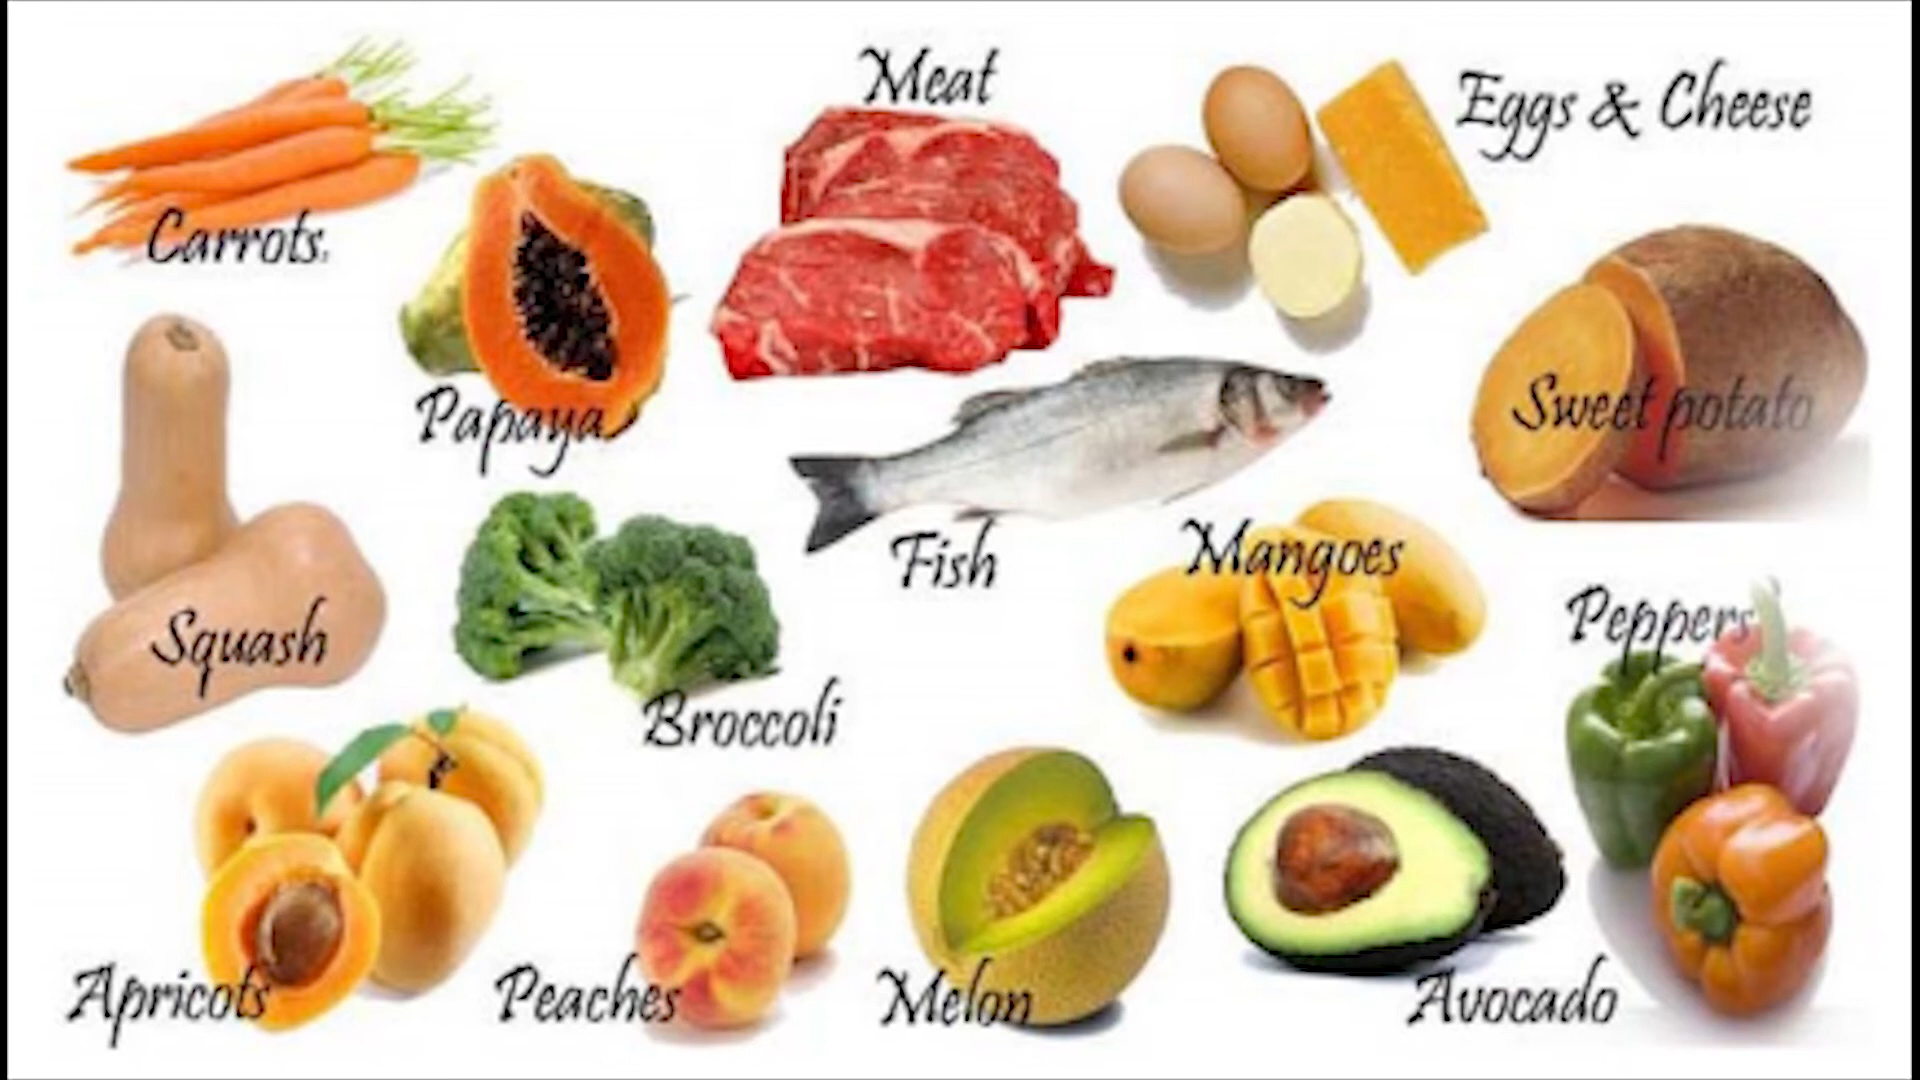 Meat
Eggs & Cheese
Carrots.
Papaya
Sweet potato
Fish
Mangoes
Squash
Peppers
Broccoli
Apricots
Peaches
Melon
Avocado